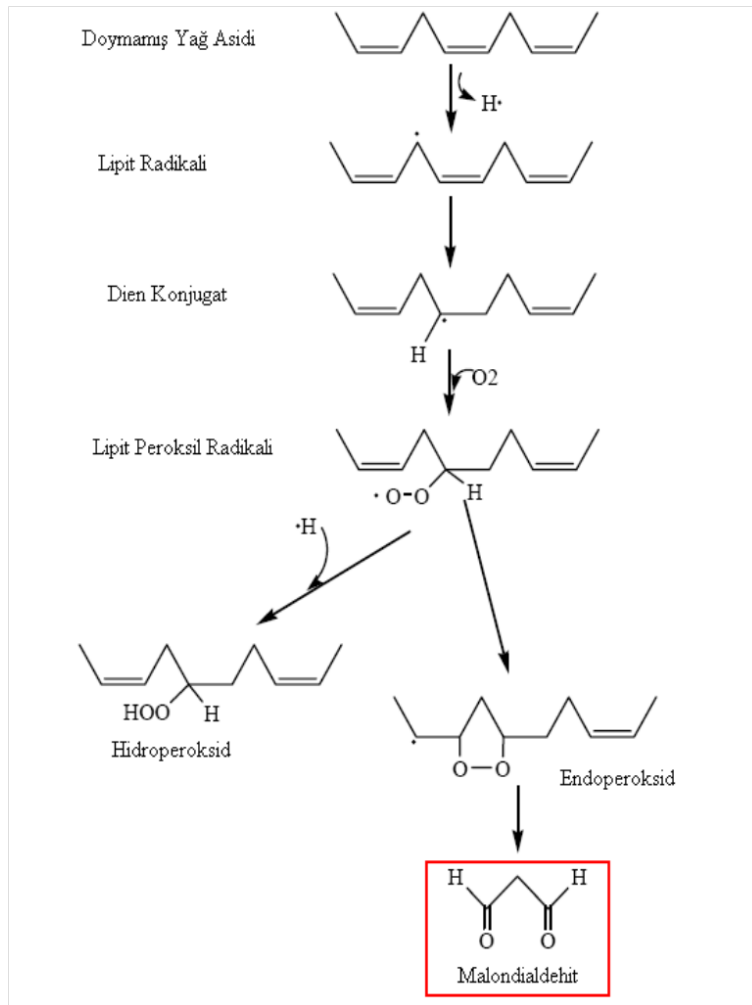 Doymamış Yağ Asidi
H·
Lipit Radikali
·
Dien Konjugat
·
H
O2
Lipit Peroksil Radikali
· O-O
H
·H
HOO
H
Hidroperoksid
·
O-O
Endoperoksid
H
H
O
O
Malondialdehit